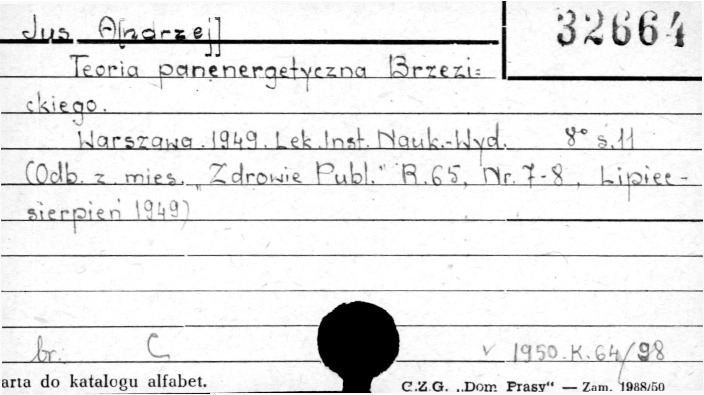 Jus A[ndrzej]
32664
Teoria panenergetyczna Brzezi=
ckiego.
Warszawa. 1949. Lek. Inst. Nauk.-Wyd. 8° s. 11
(Odb. z. mies. „Zdrowie Publ." R. 65, Nr. 7-8, Lipiec-
sierpień 1949)
br. C v 1950.K.64/98
arta do katalogu alfabet.
C.Z.G. „Dom Prasy“ — Zam. 1988/50